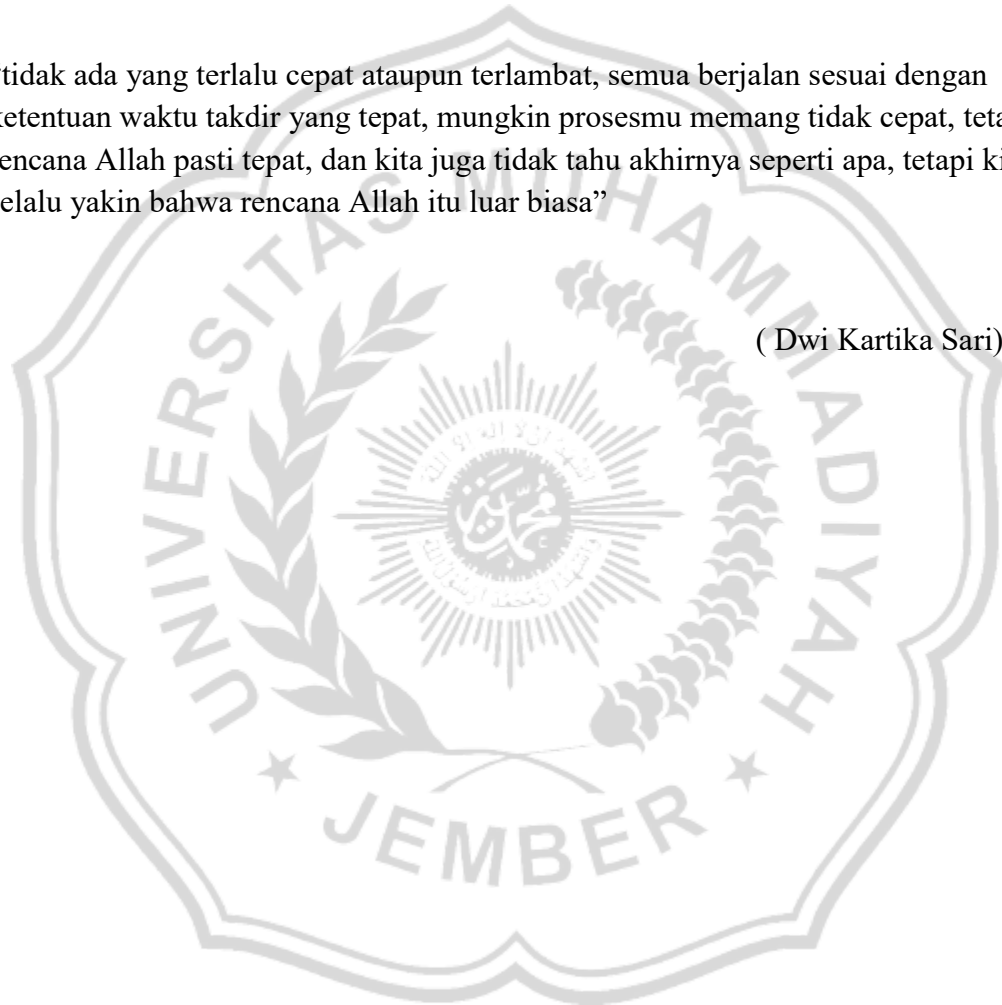 tidak ada yang terlalu cepat ataupun terlambat, semua berjalan sesuai dengan
ketentuan waktu takdir yang tepat, mungkin prosesmu memang tidak cepat, teta
encana Allah pasti tepat, dan kita juga tidak tahu akhirnya seperti apa, tetapi ki
elalu yakin bahwa rencana Allah itu luar biasa”
( Dwi Kartika Sari)
UNIVERSITAS MUHAMMADIYAH
JEMBER